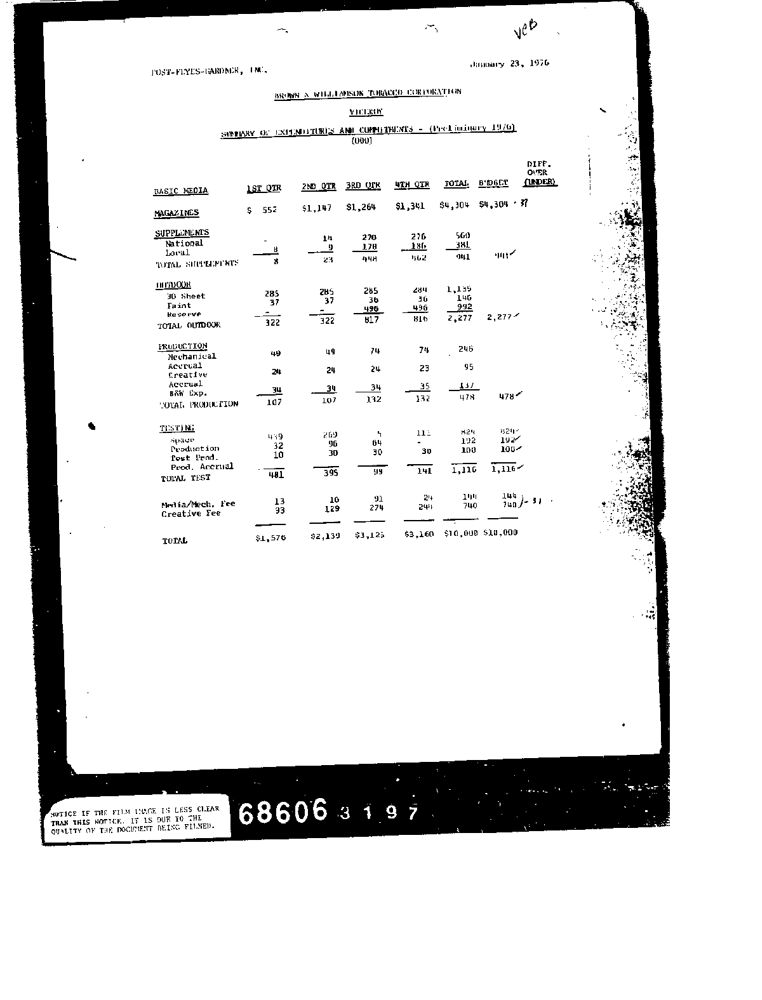 VCB
January 23, 1976
POST-KEYES-GARDNER, INC.
BROWN & WILLIAMSON TOBACCO CORPORATION
VICEROY
SUMMARY OF EXPENDITURES AND COMMITMENTS - (Preliminary 1976)
(000)
DIFF.
OVER
BASIC MEDIA 1ST QTR 2ND QTR 3RD QTR 4TH QTR TOTAL BUDGET (UNDER)
MAGAZINES $ 552 $1,147 $1,264 $1,341 $4,304 $4,304
SUPPLEMENTS
National - 14 270 276 560
Local 8 9 178 186 381
TOTAL SUPPLEMENTS 8 23 448 462 941 941
OUTDOOR
30 Sheet 285 285 285 284 1,139
Paint 37 37 36 36 146
Reserve - - 496 496 992
TOTAL OUTDOOR 322 322 817 816 2,277 2,277
PRODUCTION
Mechanical
Accrual 49 49 74 74 246
Creative
Accrual 24 24 24 23 95
B&W Exp. 34 34 34 35 137
TOTAL PRODUCTION 107 107 132 132 478 478
TESTING
Space 439 269 5 111 824 824
Production 32 96 64 - 192 192
Test Prod.
Prod. Accrual 10 30 30 30 100 100
TOTAL TEST 481 395 99 141 1,116 1,116
Media/Mech. Fee 13 16 91 24 144 144
Creative Fee 93 129 274 244 740 740
TOTAL $1,576 $2,139 $3,125 $3,160 $10,000 $10,000
NOTICE IF THE FILM IMAGE IS LESS CLEAR
THAN THIS NOTICE. IT IS DUE TO THE
QUALITY OF THE DOCUMENT BEING FILMED.
68606 3197